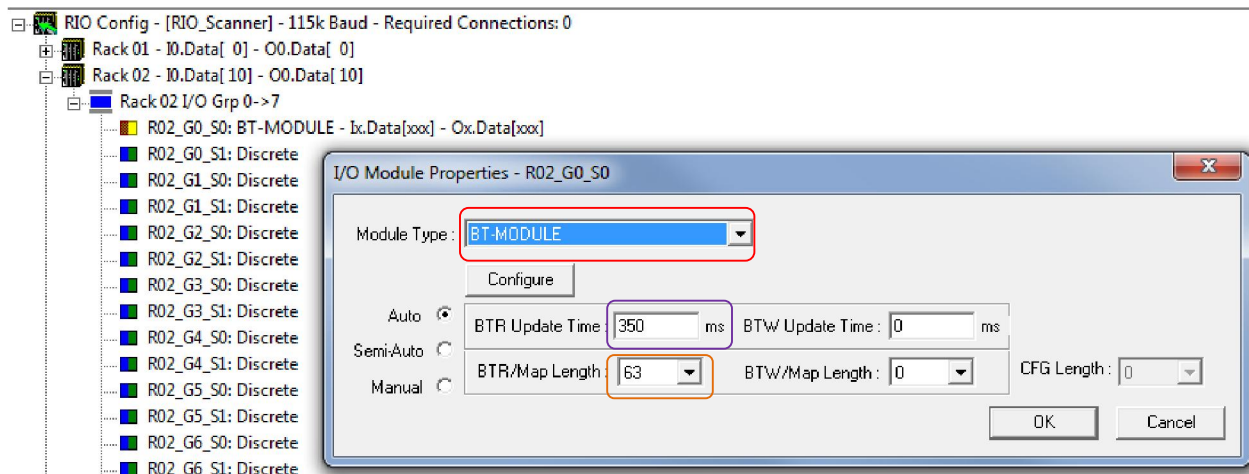 RIO Config - [RIO_Scanner] - 115k Baud - Required Connections: 0
Rack 01 - I0.Data[ 0] - O0.Data[ 0]
Rack 02 - I0.Data[ 10] - O0.Data[ 10]
Rack 02 I/O Grp 0->7
R02_G0_S0: BT-MODULE - Ix.Data[xxx] - Ox.Data[xxx]
R02_G0_S1: Discrete
R02_G1_S0: Discrete
R02_G1_S1: Discrete
R02_G2_S0: Discrete
R02_G2_S1: Discrete
R02_G3_S0: Discrete
R02_G3_S1: Discrete
R02_G4_S0: Discrete
R02_G4_S1: Discrete
R02_G5_S0: Discrete
R02_G5_S1: Discrete
R02_G6_S0: Discrete
R02_G6_S1: Discrete
I/O Module Properties - R02_G0_S0
Module Type : BT-MODULE
Configure
Auto
Semi-Auto
Manual
BTR Update Time : 350 ms BTW Update Time : 0 ms
BTR/Map Length : 63 BTW/Map Length : 0 CFG Length : 0
OK Cancel